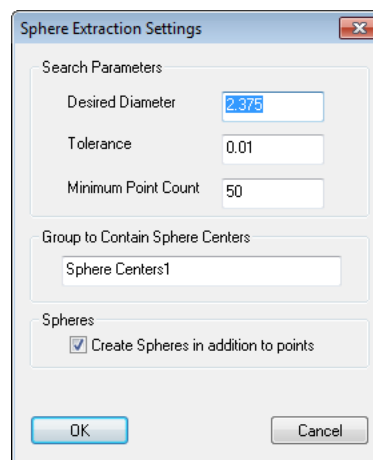 Sphere Extraction Settings
Search Parameters
Desired Diameter 2.375
Tolerance 0.01
Minimum Point Count 50
Group to Contain Sphere Centers
Sphere Centers1
Spheres
Create Spheres in addition to points
OK Cancel